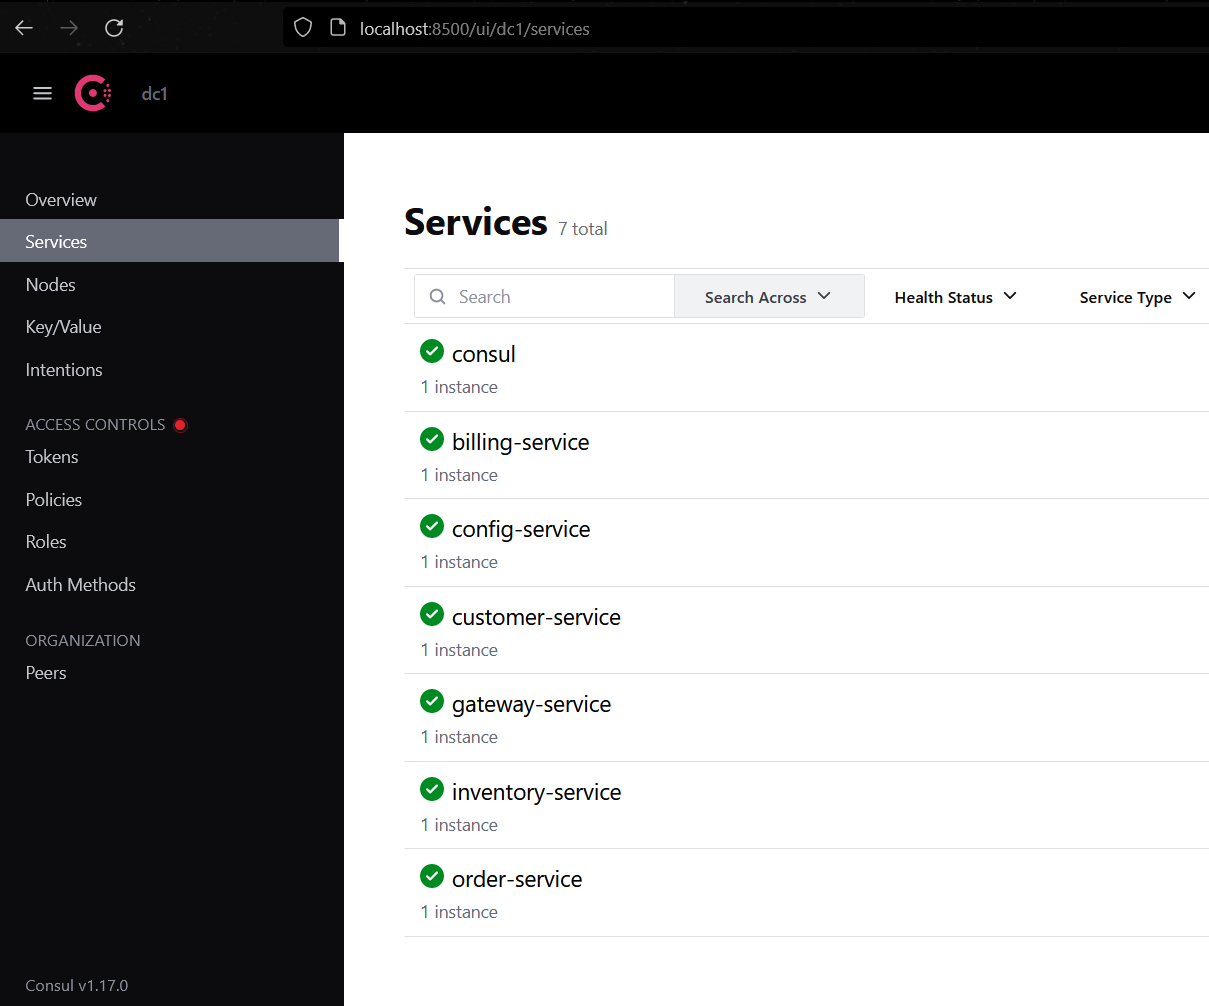 localhost:8500/ui/dc1/services
dc1
Overview
Services
Nodes
Key/Value
Intentions
ACCESS CONTROLS
Tokens
Policies
Roles
Auth Methods
ORGANIZATION
Peers
Consul v1.17.0
Services 7 total
Search Search Across Health Status Service Type
consul
1 instance
billing-service
1 instance
config-service
1 instance
customer-service
1 instance
gateway-service
1 instance
inventory-service
1 instance
order-service
1 instance